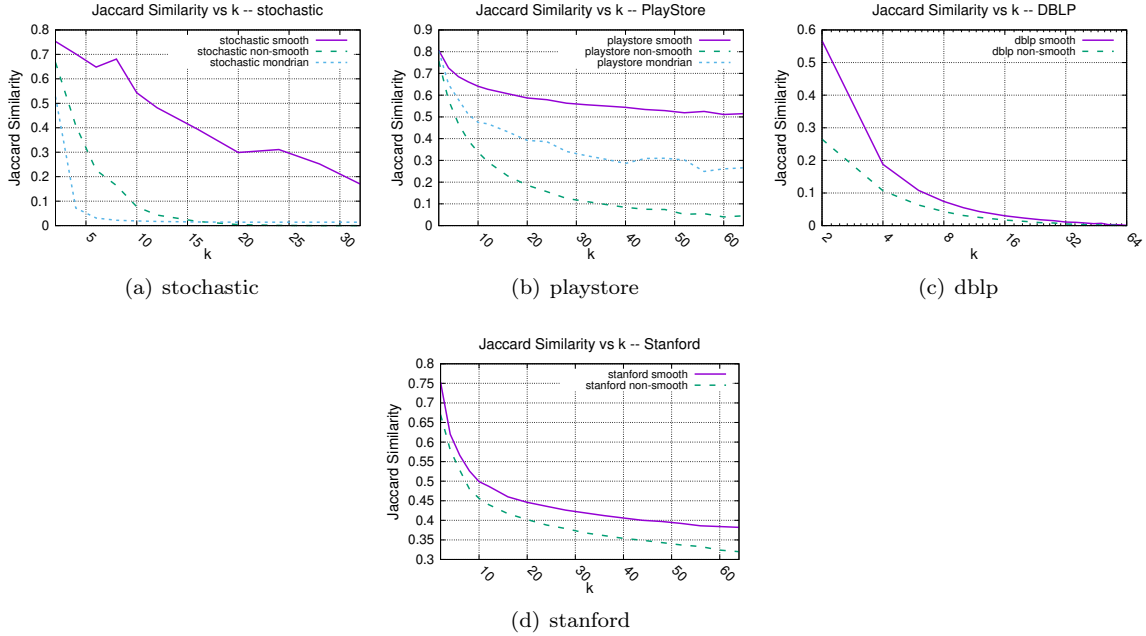 Jaccard Similarity vs k -- stochastic
0.8
0.7
0.6
0.5
0.4
0.3
0.2
0.1
0
Jaccard Similarity
stochastic smooth
stochastic non-smooth
stochastic mondrian
5
10
15
20
25
30
k
(a) stochastic
Jaccard Similarity vs k -- PlayStore
0.9
0.8
0.7
0.6
0.5
0.4
0.3
0.2
0.1
0
Jaccard Similarity
playstore smooth
playstore non-smooth
playstore mondrian
10
20
30
40
50
60
k
(b) playstore
Jaccard Similarity vs k -- DBLP
0.6
0.5
0.4
0.3
0.2
0.1
0
Jaccard Similarity
dblp smooth
dblp non-smooth
2
4
8
16
32
64
k
(c) dblp
Jaccard Similarity vs k -- Stanford
0.8
0.75
0.7
0.65
0.6
0.55
0.5
0.45
0.4
0.35
0.3
Jaccard Similarity
stanford smooth
stanford non-smooth
10
20
30
40
50
60
k
(d) stanford